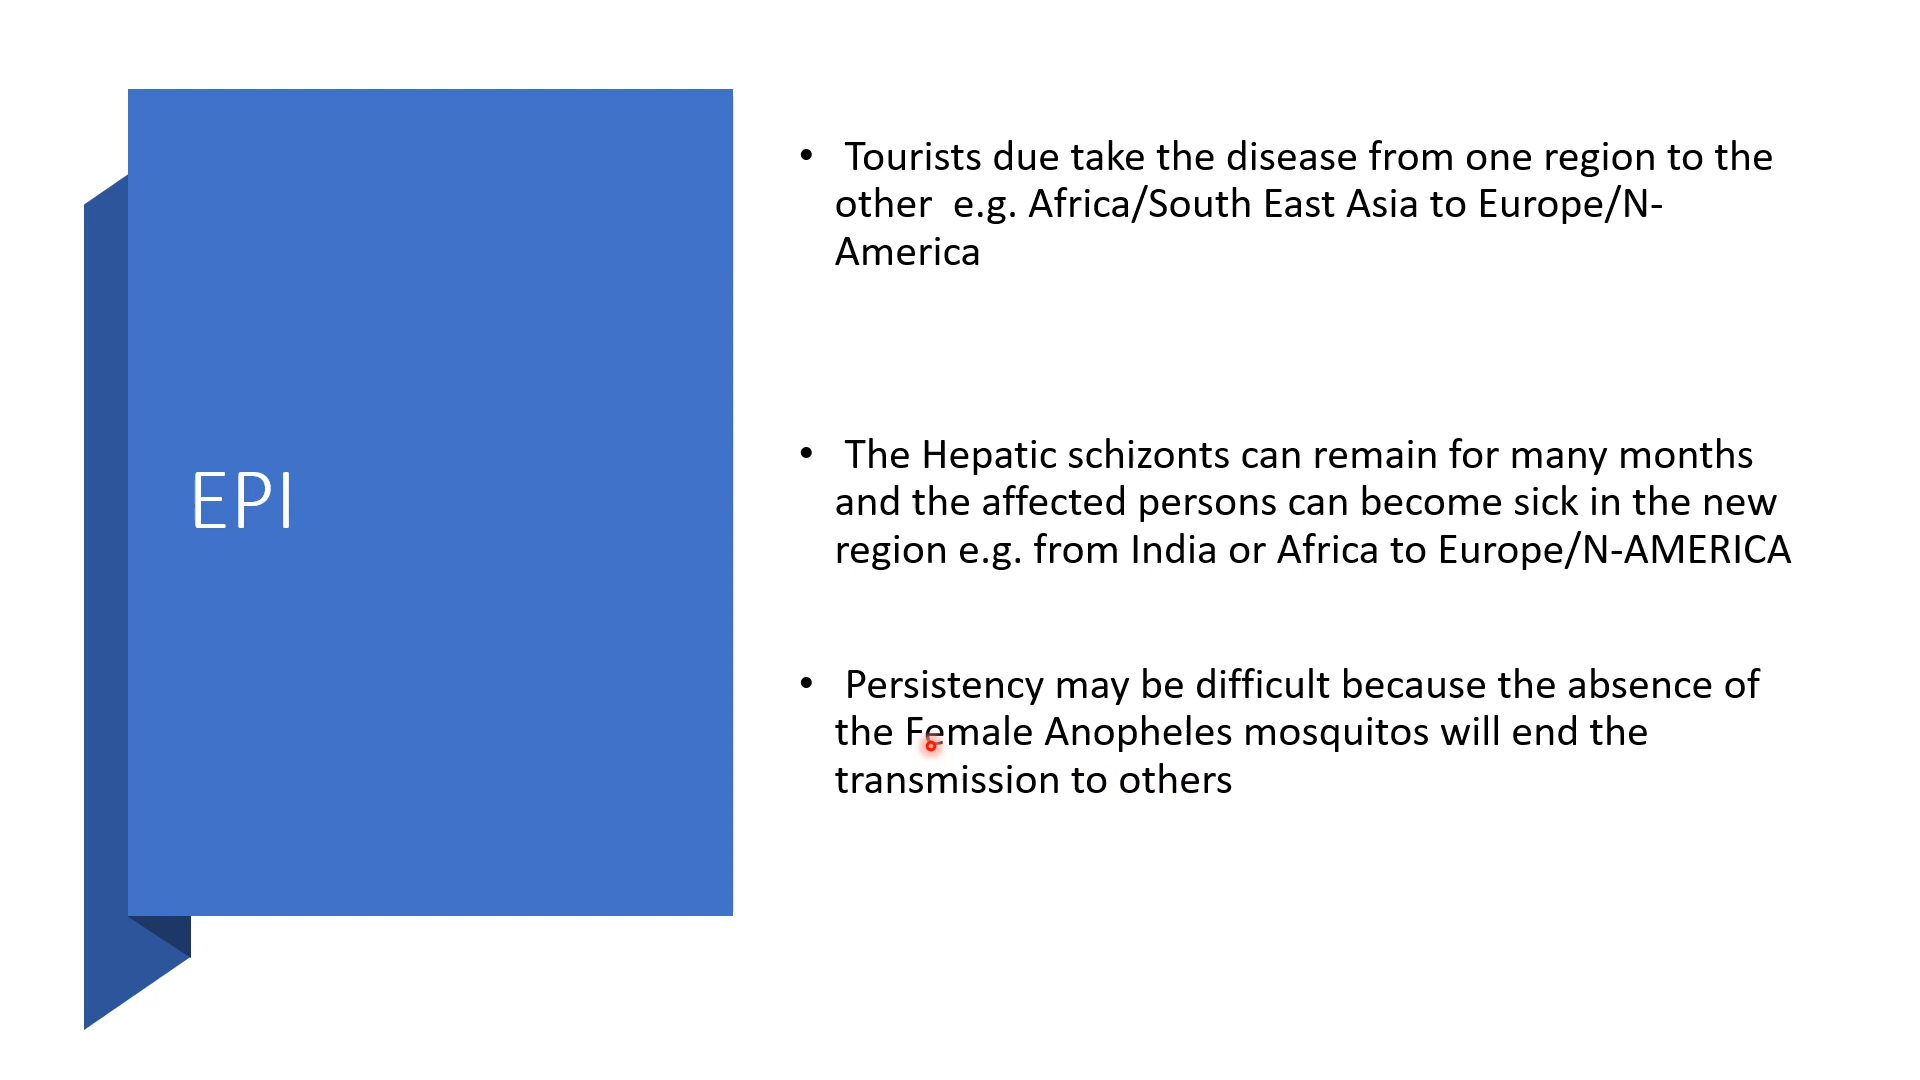 EPI
• Tourists due take the disease from one region to the
other  e.g. Africa/South East Asia to Europe/N-
America
• The Hepatic schizonts can remain for many months
and the affected persons can become sick in the new
region e.g. from India or Africa to Europe/N-AMERICA
• Persistency may be difficult because the absence of
the Female Anopheles mosquitos will end the
transmission to others